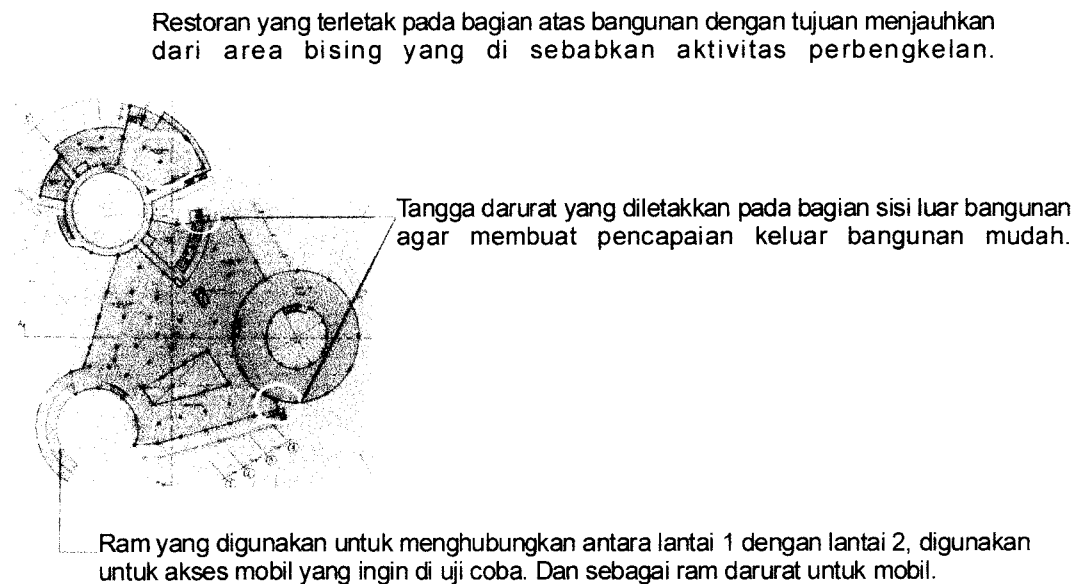 Restoran yang terletak pada bagian atas bangunan dengan tujuan menjauhkan
dari area bising yang di sebabkan aktivitas perbengkelan.
Tangga darurat yang diletakkan pada bagian sisi luar bangunan
agar membuat pencapaian keluar bangunan mudah.
Ram yang digunakan untuk menghubungkan antara lantai 1 dengan lantai 2, digunakan
untuk akses mobil yang ingin di uji coba. Dan sebagai ram darurat untuk mobil.